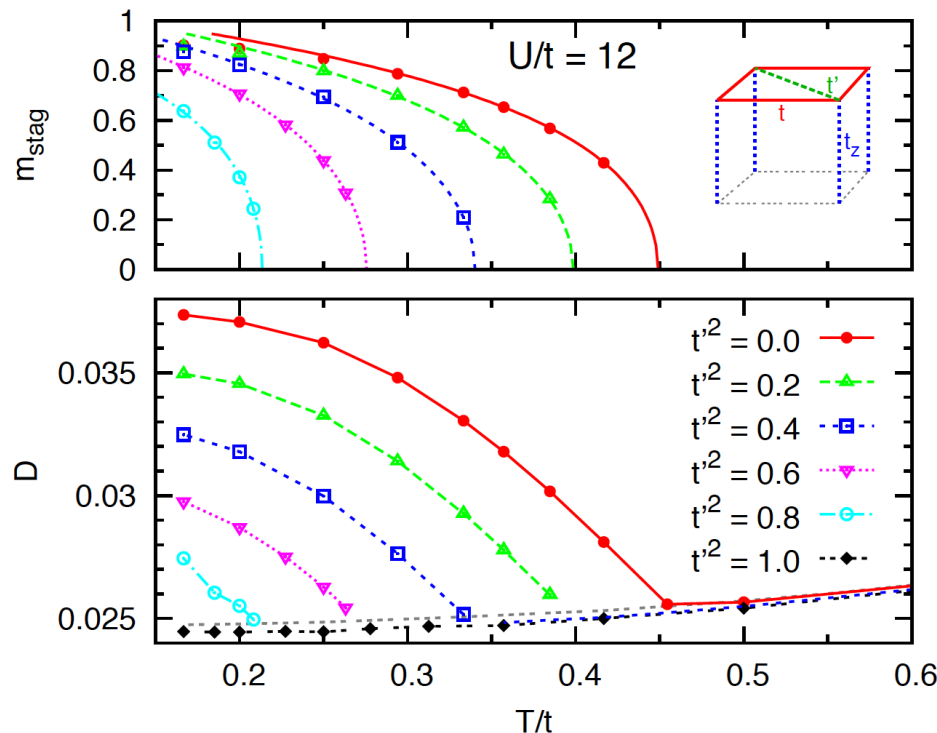 1
0.8
0.6
0.4
0.2
0
m_stag
U/t = 12
t'
t
t_z
0.035
0.03
0.025
D
t'² = 0.0
t'² = 0.2
t'² = 0.4
t'² = 0.6
t'² = 0.8
t'² = 1.0
0.2 0.3 0.4 0.5 0.6
T/t